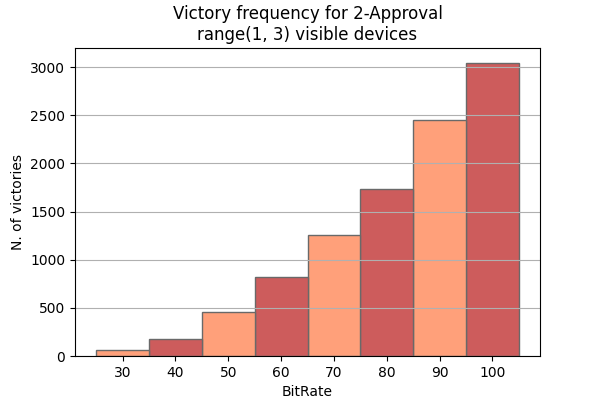 Victory frequency for 2-Approval
range(1, 3) visible devices
N. of victories
3000
2500
2000
1500
1000
500
0
30 40 50 60 70 80 90 100
BitRate